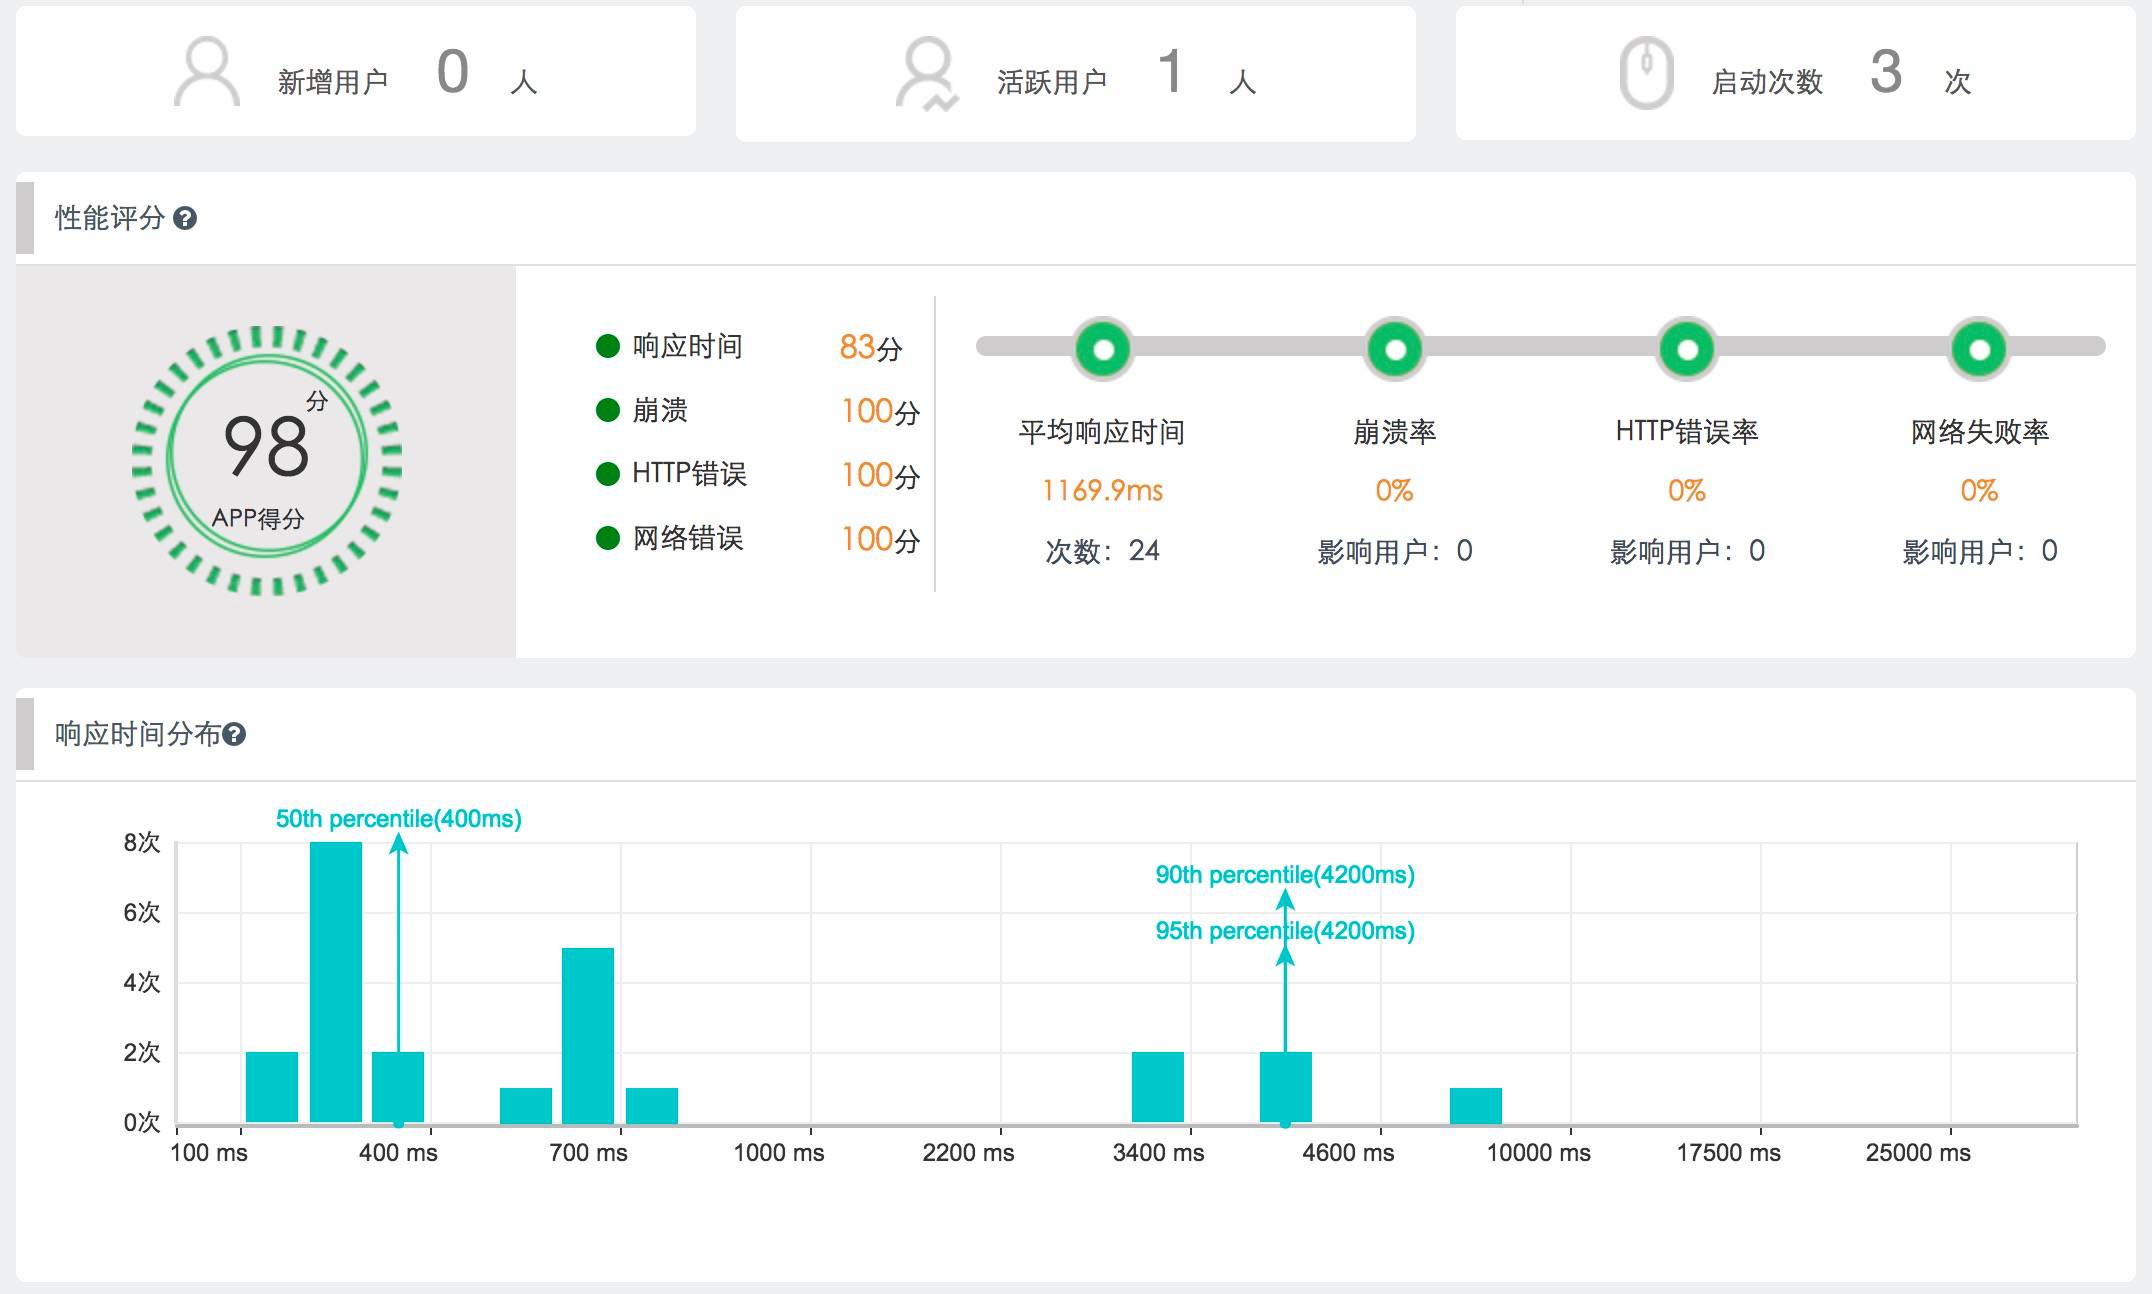 新增用户 0 人
活跃用户 1 人
启动次数 3 次
性能评分
98分
APP得分
响应时间 83分
崩溃 100分
HTTP错误 100分
网络错误 100分
平均响应时间
1169.9ms
次数：24
崩溃率
0%
影响用户：0
HTTP错误率
0%
影响用户：0
网络失败率
0%
影响用户：0
响应时间分布
50th percentile(400ms)
90th percentile(4200ms)
95th percentile(4200ms)
8次
6次
4次
2次
0次
100 ms 400 ms 700 ms 1000 ms 2200 ms 3400 ms 4600 ms 10000 ms 17500 ms 25000 ms